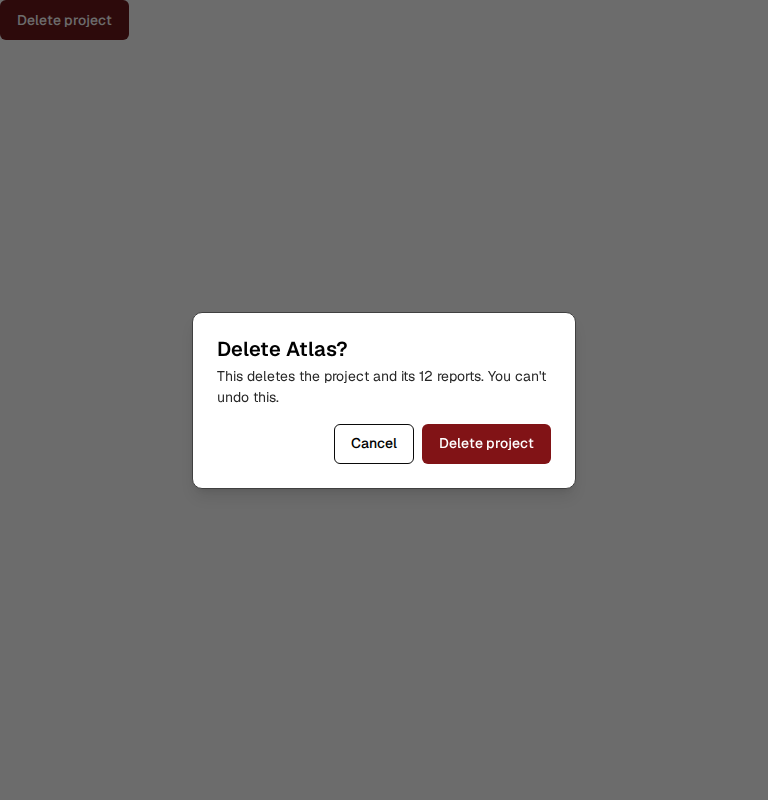 Delete project
Delete Atlas?
This deletes the project and its 12 reports. You can't
undo this.
Cancel
Delete project